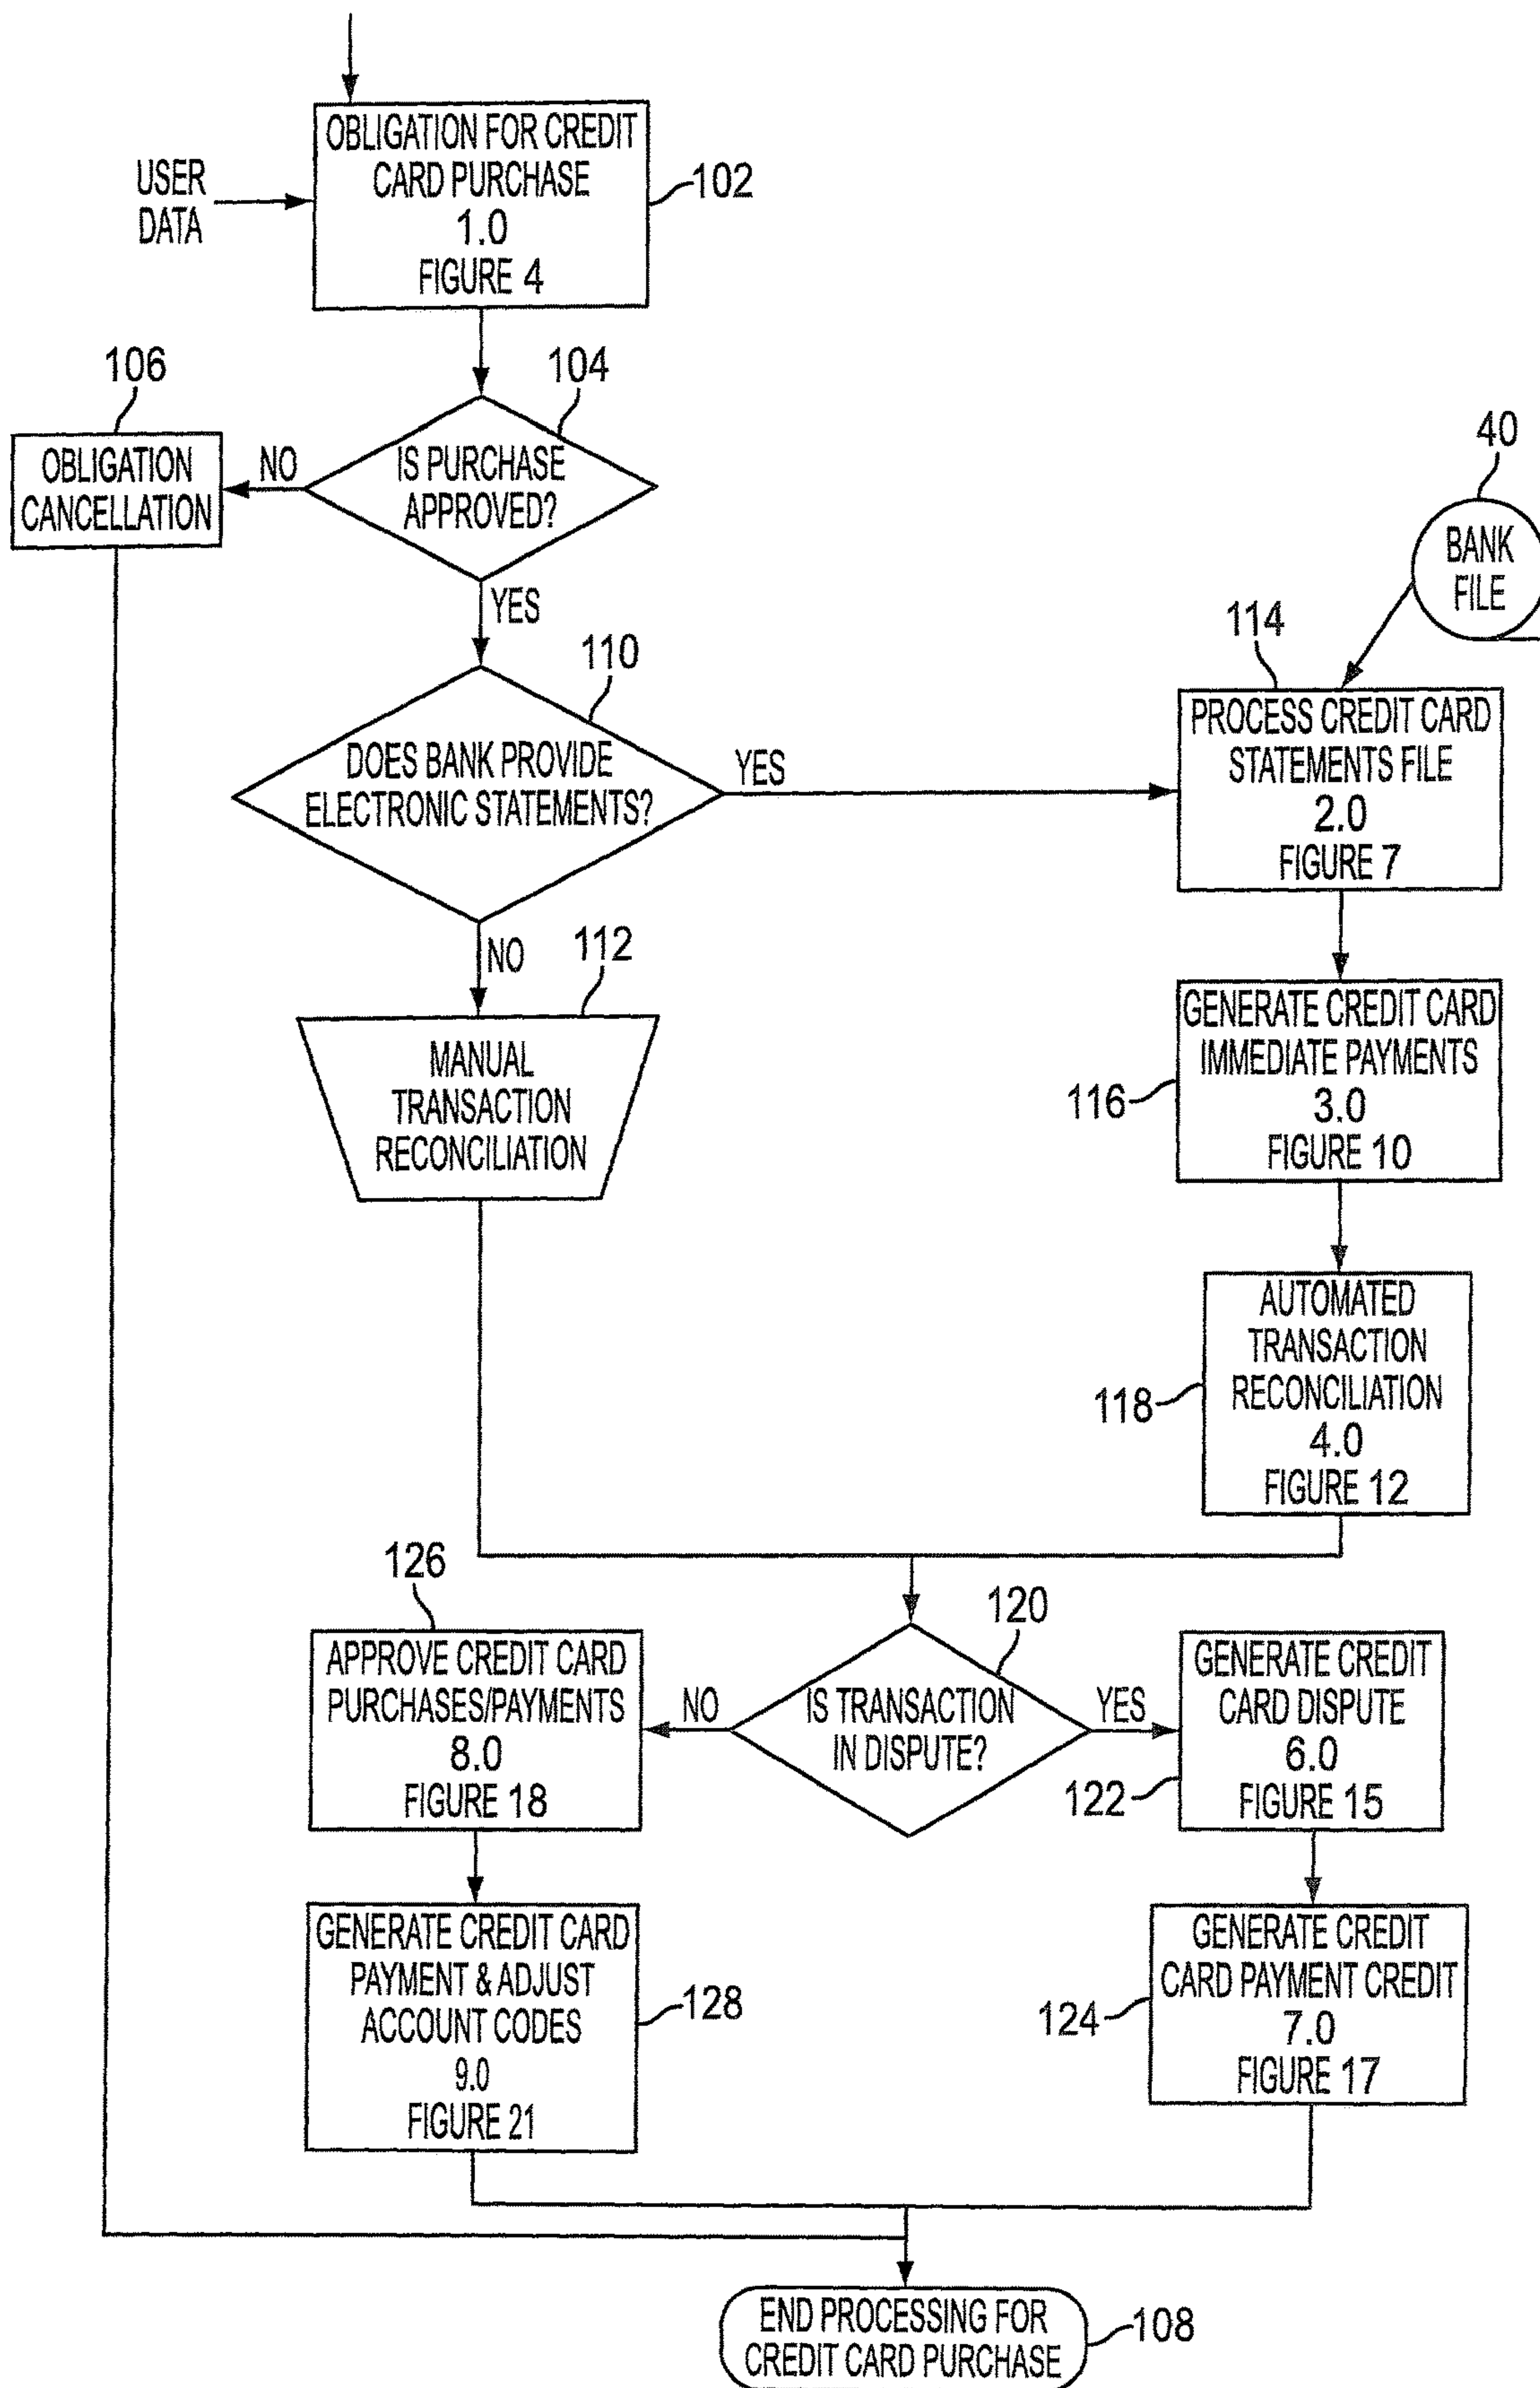 OBLIGATION FOR CREDIT
CARD PURCHASE
1.0
FIGURE 4
102
USER
DATA
106
104
OBLIGATION
CANCELLATION
NO
IS PURCHASE
APPROVED?
YES
40
BANK
FILE
110
114
DOES BANK PROVIDE
ELECTRONIC STATEMENTS?
YES
PROCESS CREDIT CARD
STATEMENTS FILE
2.0
FIGURE 7
NO
112
MANUAL
TRANSACTION
RECONCILIATION
GENERATE CREDIT CARD
IMMEDIATE PAYMENTS
3.0
FIGURE 10
116
AUTOMATED
TRANSACTION
RECONCILIATION
4.0
FIGURE 12
118
126
120
APPROVE CREDIT CARD
PURCHASES/PAYMENTS
8.0
FIGURE 18
NO
IS TRANSACTION
IN DISPUTE?
YES
GENERATE CREDIT
CARD DISPUTE
6.0
FIGURE 15
122
GENERATE CREDIT CARD
PAYMENT & ADJUST
ACCOUNT CODES
9.0
FIGURE 21
128
GENERATE CREDIT
CARD PAYMENT CREDIT
7.0
FIGURE 17
124
END PROCESSING FOR
CREDIT CARD PURCHASE
108